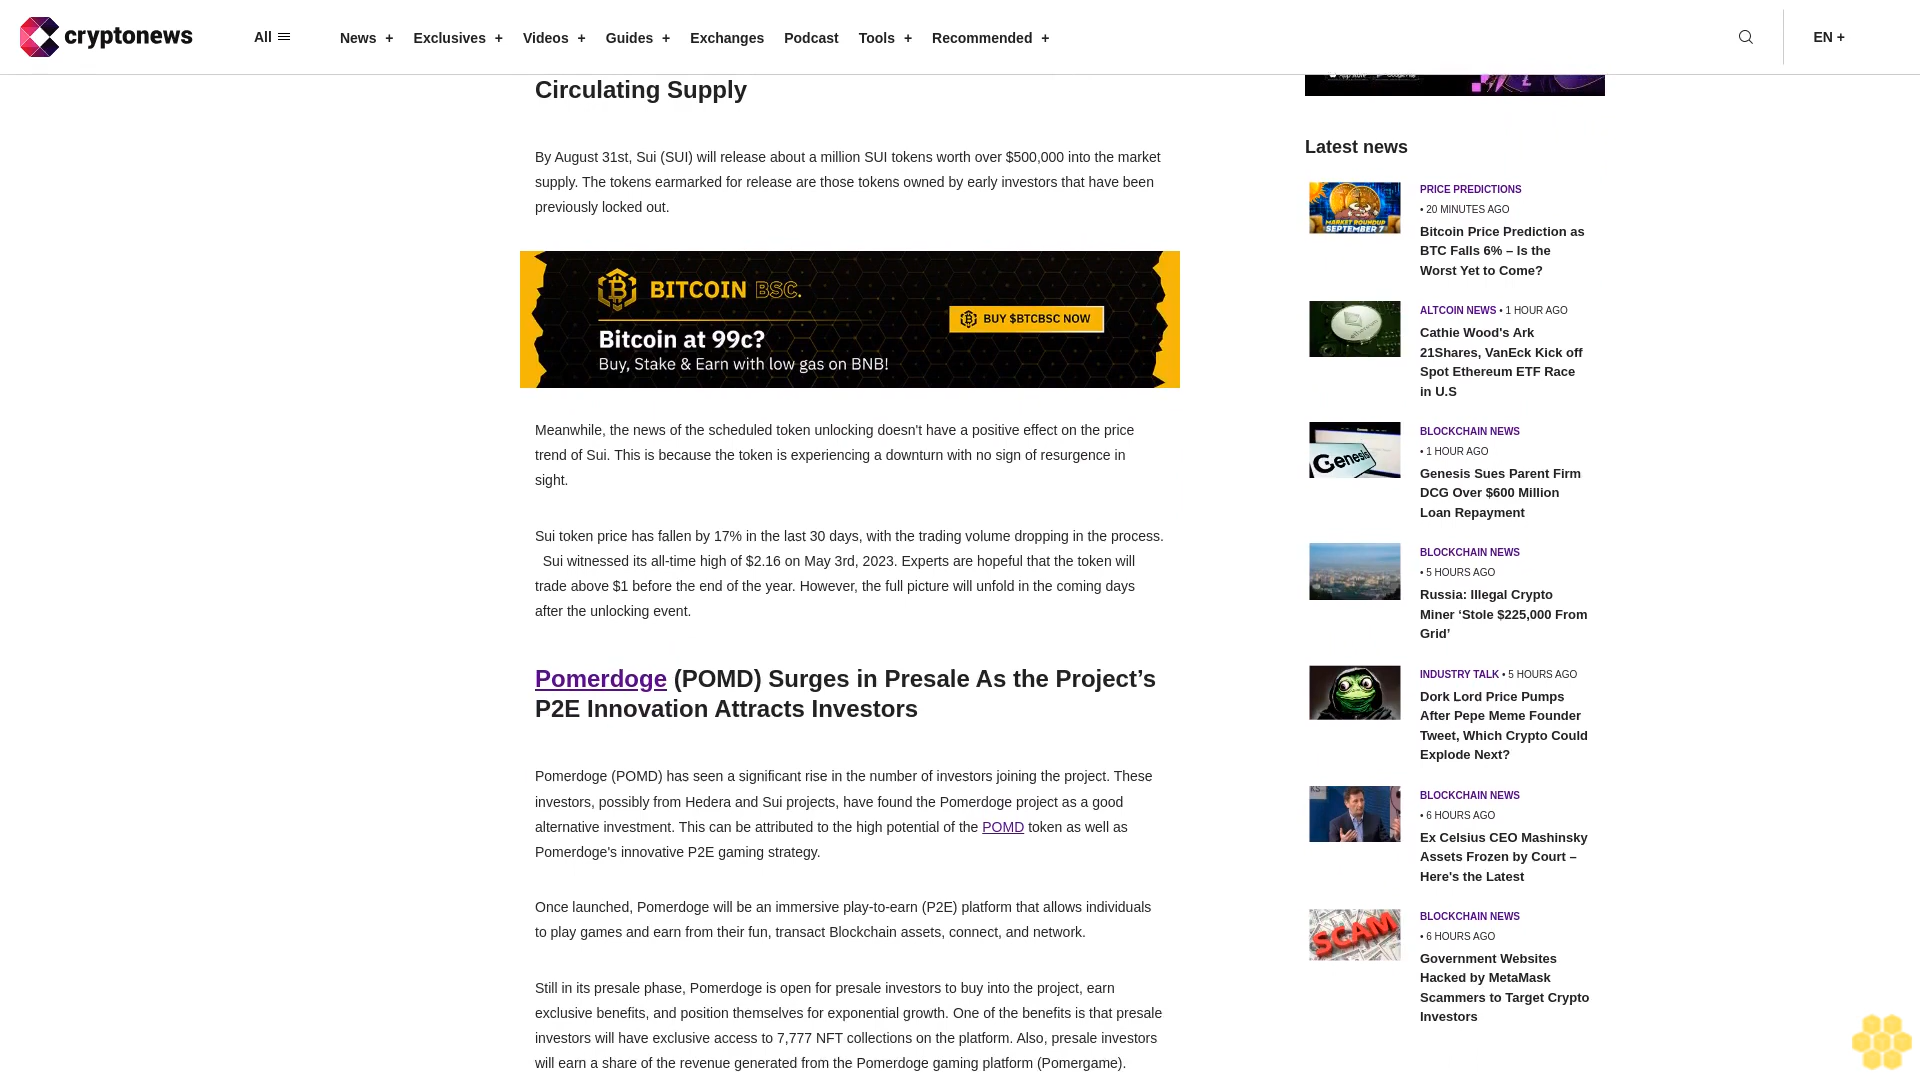 cryptonews
All
News +
Exclusives +
Videos +
Guides +
Exchanges
Podcast
Tools +
Recommended +
EN +
Circulating Supply
By August 31st, Sui (SUI) will release about a million SUI tokens worth over $500,000 into the market
supply. The tokens earmarked for release are those tokens owned by early investors that have been
previously locked out.
BITCOIN BSC.
Bitcoin at 99c?
Buy, Stake & Earn with low gas on BNB!
BUY $BTCBSC NOW
Meanwhile, the news of the scheduled token unlocking doesn't have a positive effect on the price
trend of Sui. This is because the token is experiencing a downturn with no sign of resurgence in
sight.
Sui token price has fallen by 17% in the last 30 days, with the trading volume dropping in the process.
Sui witnessed its all-time high of $2.16 on May 3rd, 2023. Experts are hopeful that the token will
trade above $1 before the end of the year. However, the full picture will unfold in the coming days
after the unlocking event.
Pomerdoge (POMD) Surges in Presale As the Project’s
P2E Innovation Attracts Investors
Pomerdoge (POMD) has seen a significant rise in the number of investors joining the project. These
investors, possibly from Hedera and Sui projects, have found the Pomerdoge project as a good
alternative investment. This can be attributed to the high potential of the POMD token as well as
Pomerdoge's innovative P2E gaming strategy.
Once launched, Pomerdoge will be an immersive play-to-earn (P2E) platform that allows individuals
to play games and earn from their fun, transact Blockchain assets, connect, and network.
Still in its presale phase, Pomerdoge is open for presale investors to buy into the project, earn
exclusive benefits, and position themselves for exponential growth. One of the benefits is that presale
investors will have exclusive access to 7,777 NFT collections on the platform. Also, presale investors
will earn a share of the revenue generated from the Pomerdoge gaming platform (Pomergame).
Latest news
MARKET ROUNDUP
SEPTEMBER 7
PRICE PREDICTIONS
• 20 MINUTES AGO
Bitcoin Price Prediction as
BTC Falls 6% – Is the
Worst Yet to Come?
ALTCOIN NEWS • 1 HOUR AGO
Cathie Wood's Ark
21Shares, VanEck Kick off
Spot Ethereum ETF Race
in U.S
Genesis
BLOCKCHAIN NEWS
• 1 HOUR AGO
Genesis Sues Parent Firm
DCG Over $600 Million
Loan Repayment
BLOCKCHAIN NEWS
• 5 HOURS AGO
Russia: Illegal Crypto
Miner ‘Stole $225,000 From
Grid’
INDUSTRY TALK • 5 HOURS AGO
Dork Lord Price Pumps
After Pepe Meme Founder
Tweet, Which Crypto Could
Explode Next?
BLOCKCHAIN NEWS
• 6 HOURS AGO
Ex Celsius CEO Mashinsky
Assets Frozen by Court –
Here's the Latest
SCAM
BLOCKCHAIN NEWS
• 6 HOURS AGO
Government Websites
Hacked by MetaMask
Scammers to Target Crypto
Investors